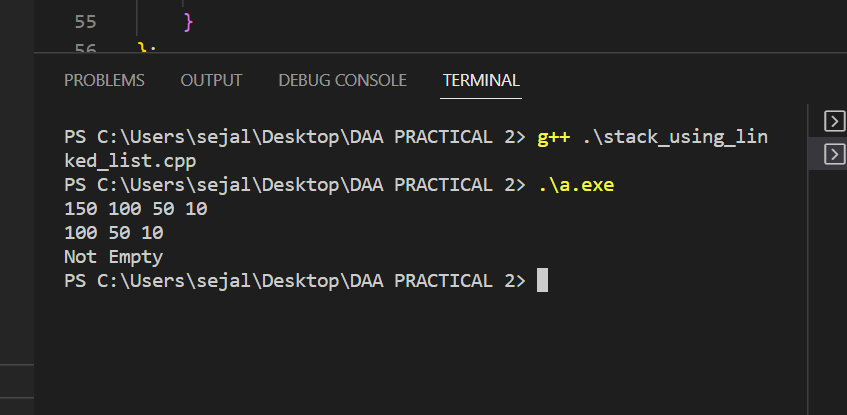 55 }
56 };
PROBLEMS OUTPUT DEBUG CONSOLE TERMINAL
PS C:\Users\sejal\Desktop\DAA PRACTICAL 2> g++ .\stack_using_lin
ked_list.cpp
PS C:\Users\sejal\Desktop\DAA PRACTICAL 2> .\a.exe
150 100 50 10
100 50 10
Not Empty
PS C:\Users\sejal\Desktop\DAA PRACTICAL 2>